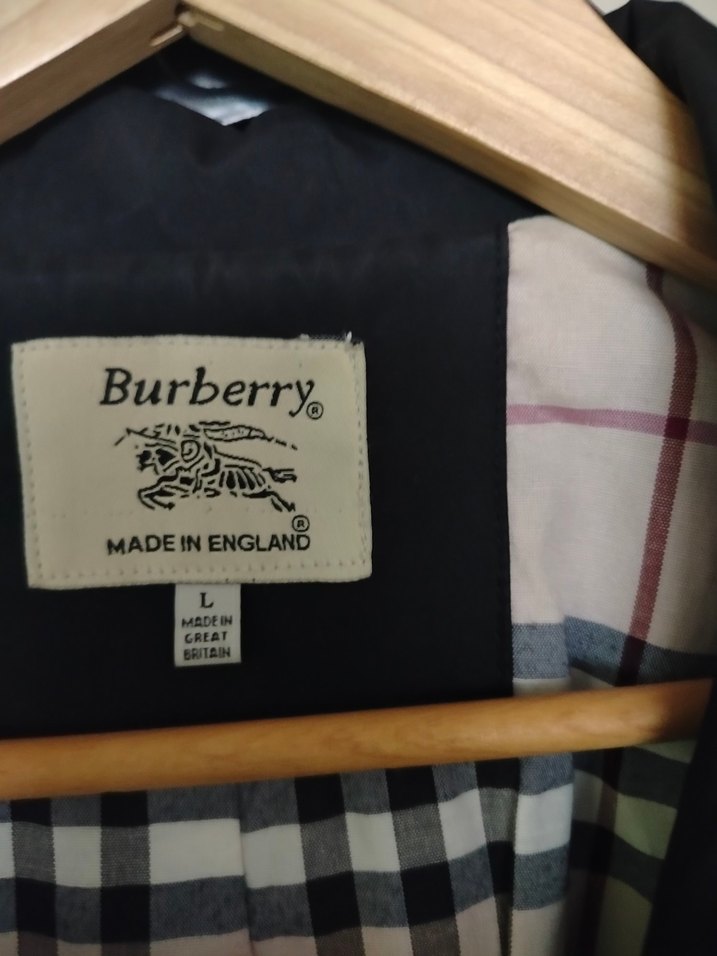 Burberry®
®
MADE IN ENGLAND
L
MADE IN
GREAT
BRITAIN